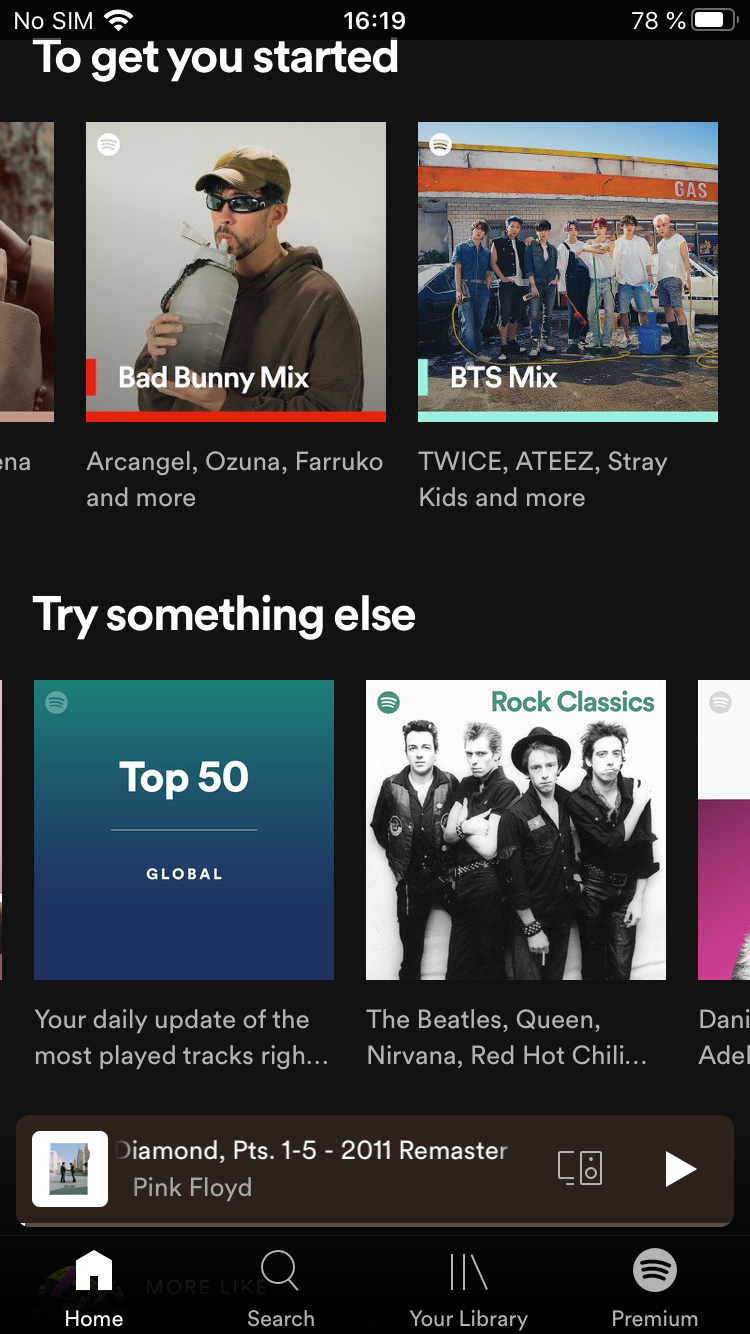 No SIM 16:19 78 %
To get you started
GAS
Bad Bunny Mix
BTS Mix
ena
Arcangel, Ozuna, Farruko
and more
TWICE, ATEEZ, Stray
Kids and more
Try something else
Top 50
GLOBAL
Rock Classics
Your daily update of the
most played tracks righ...
The Beatles, Queen,
Nirvana, Red Hot Chili...
Dani
Adel
Diamond, Pts. 1-5 - 2011 Remaster
Pink Floyd
MORE LIKE
Home
Search
Your Library
Premium